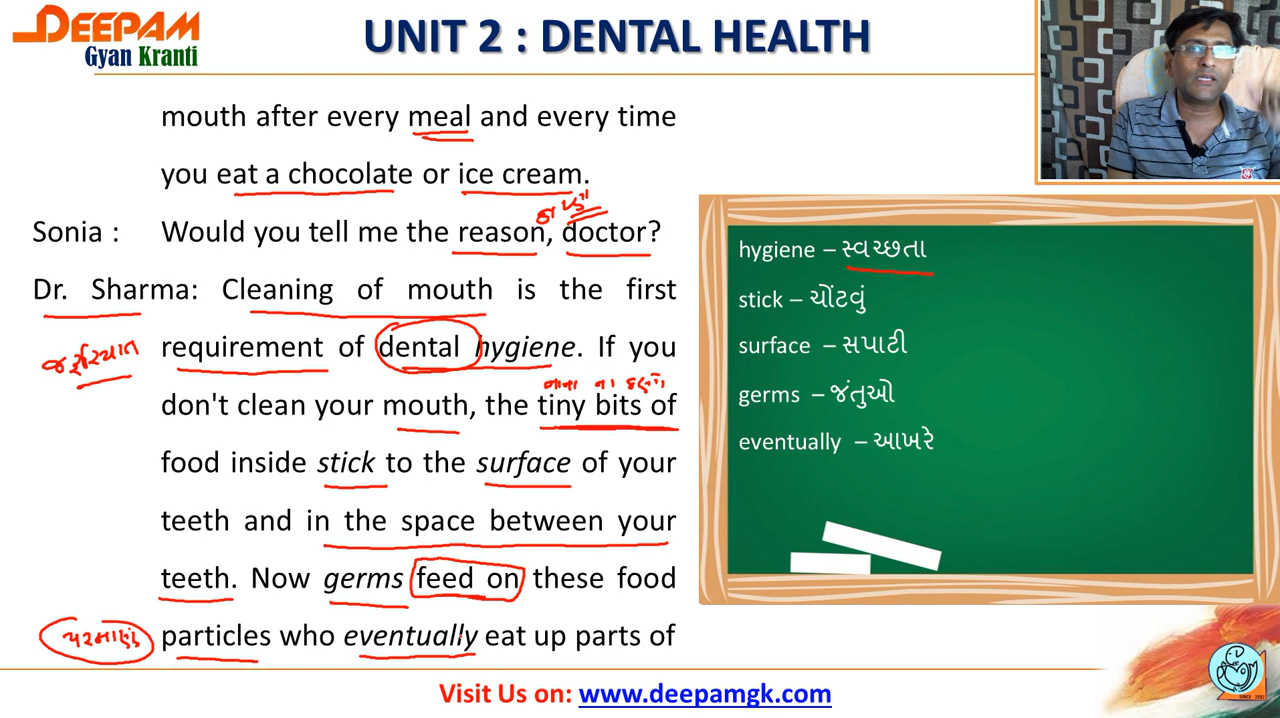 DEEPAM
Gyan Kranti
UNIT 2 : DENTAL HEALTH
mouth after every meal and every time
you eat a chocolate or ice cream.
Sonia : Would you tell me the reason, doctor?
Dr. Sharma: Cleaning of mouth is the first
જરૂરિયાત
requirement of dental hygiene. If you
don't clean your mouth, the tiny bits of
food inside stick to the surface of your
teeth and in the space between your
teeth. Now germs feed on these food
particles who eventually eat up parts of
hygiene – સ્વચ્છતા
stick – ચોંટવું
surface – સપાટી
germs – જંતુઓ
eventually – આખરે
Visit Us on: www.deepamgk.com